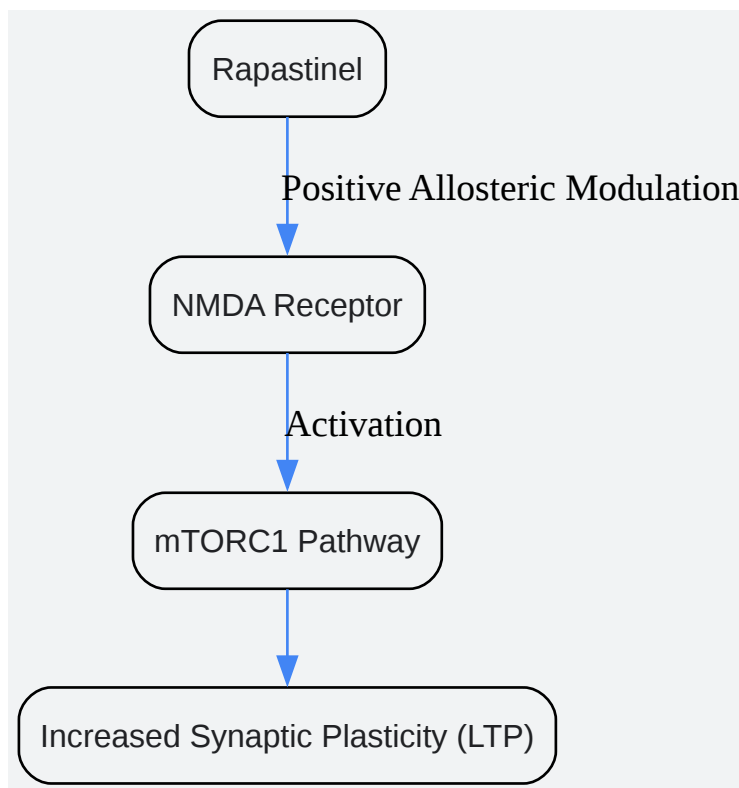 Rapastinel
Positive Allosteric Modulation
NMDA Receptor
Activation
mTORC1 Pathway
Increased Synaptic Plasticity (LTP)